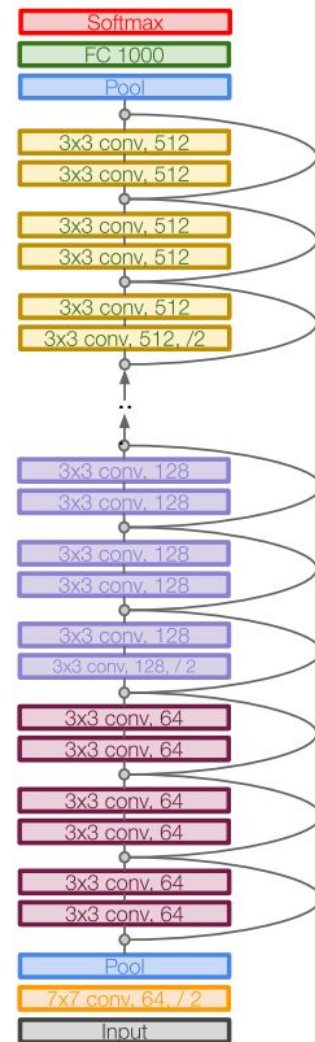 Softmax
FC 1000
Pool
3x3 conv, 512
3x3 conv, 512
3x3 conv, 512
3x3 conv, 512
3x3 conv, 512
3x3 conv, 512, /2
..
3x3 conv, 128
3x3 conv, 128
3x3 conv, 128
3x3 conv, 128
3x3 conv, 128
3x3 conv, 128, / 2
3x3 conv, 64
3x3 conv, 64
3x3 conv, 64
3x3 conv, 64
3x3 conv, 64
3x3 conv, 64
Pool
7x7 conv, 64, / 2
Input